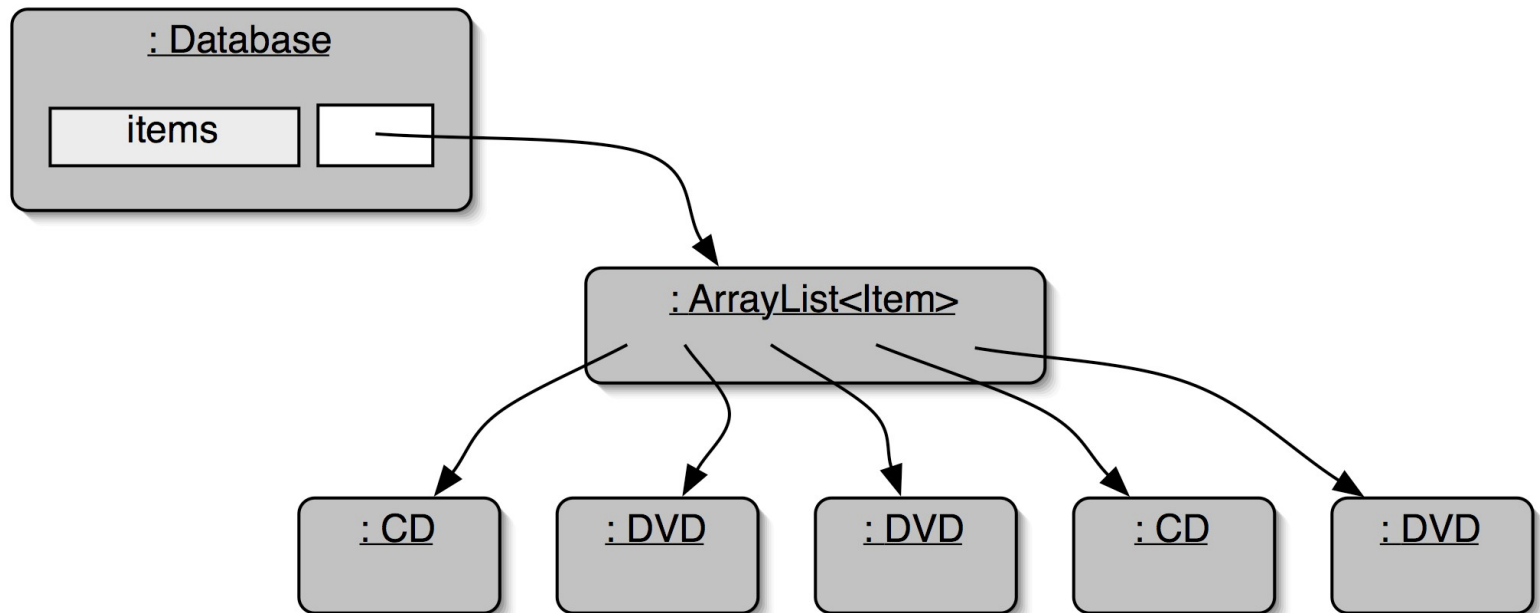 : Database
items
: ArrayList<Item>
: CD
: DVD
: DVD
: CD
: DVD